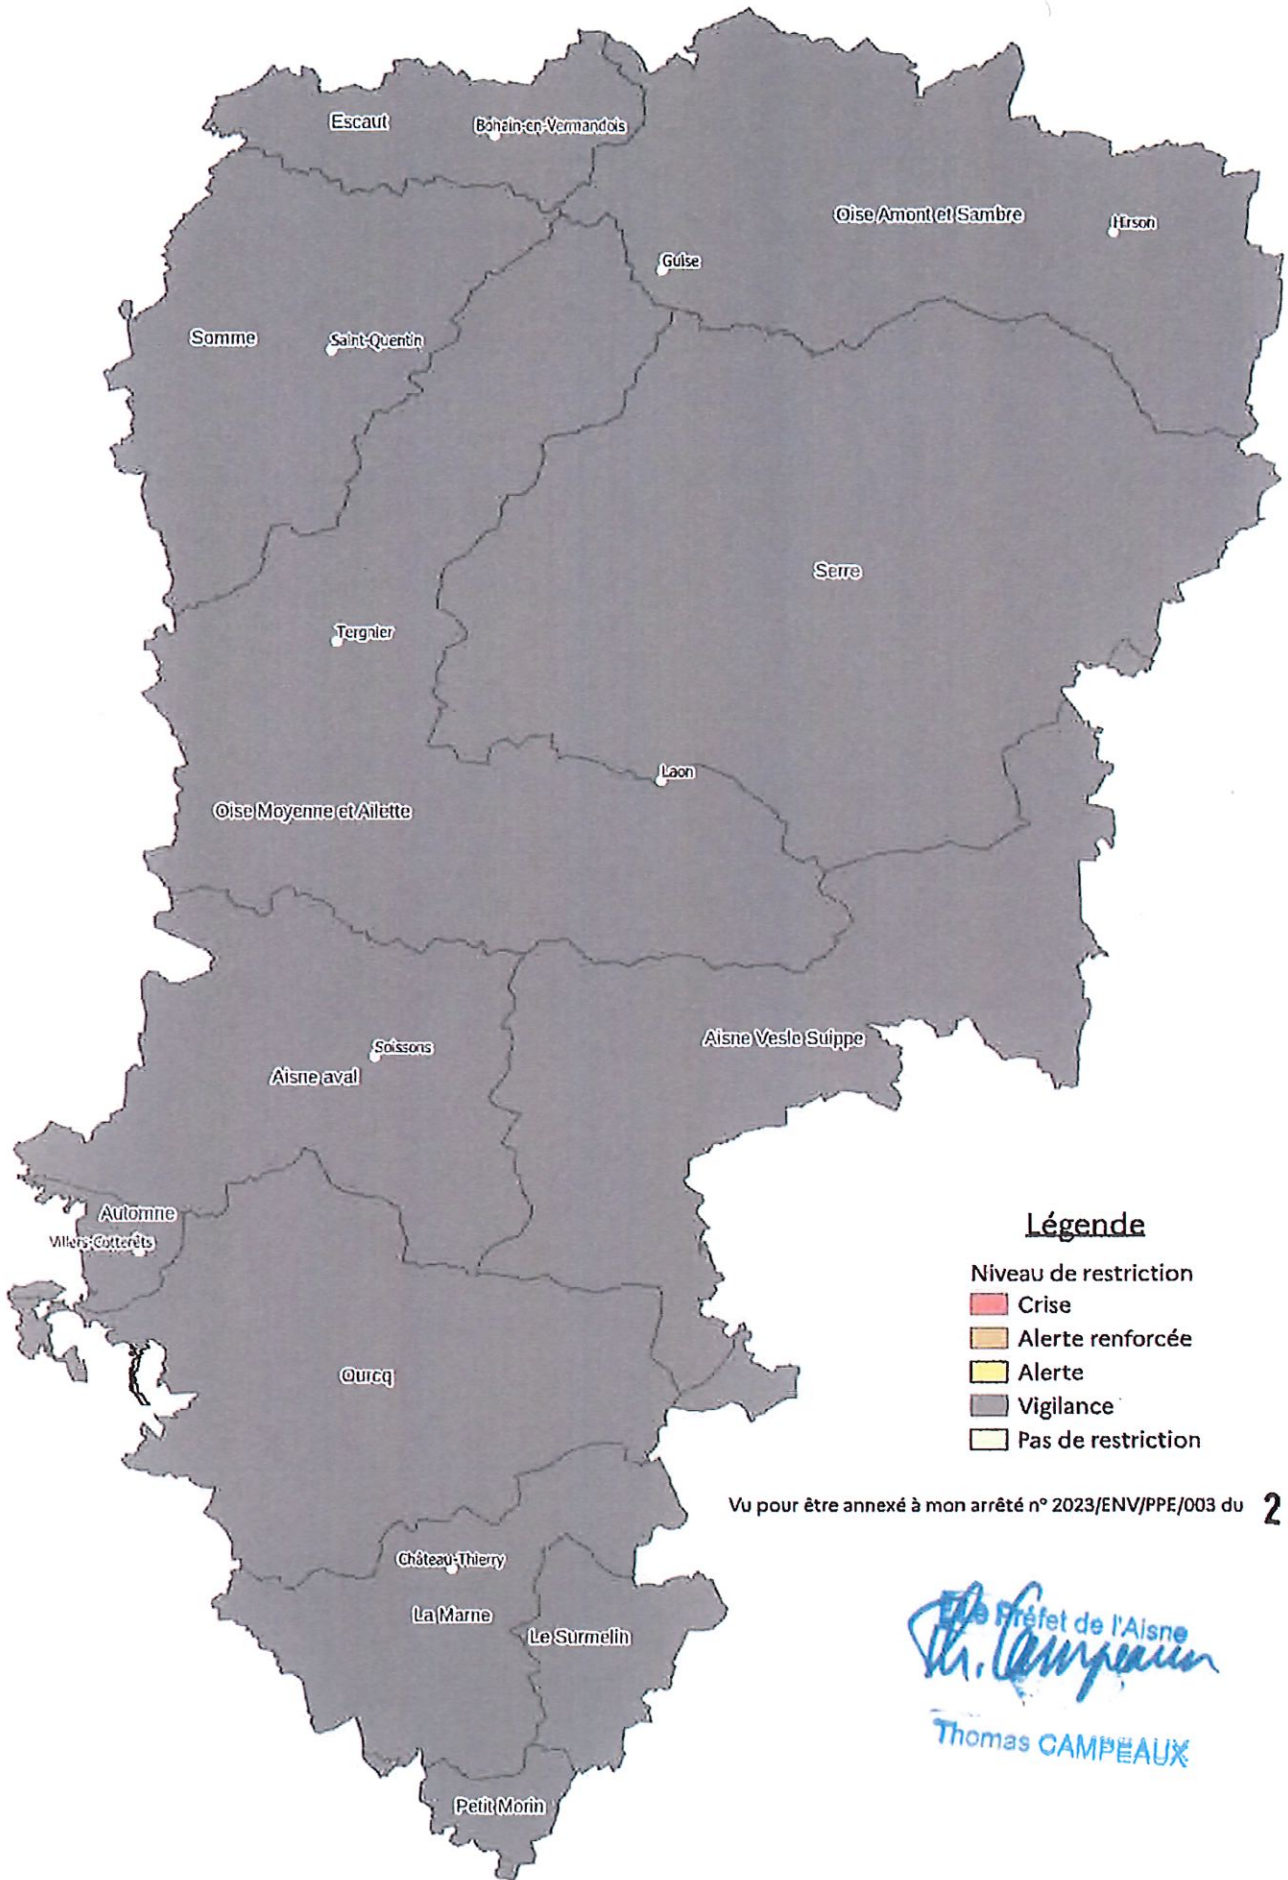 Escaut
Bohain-en-Vermandois
Oise Amont et Sambre
Hirson
Guise
Somme
Saint-Quentin
Serre
Tergnier
Laon
Oise Moyenne et Ailette
Aisne Vesle Suippe
Soissons
Aisne aval
Automne
Villers-Cotterêts
Ourcq
Légende
Niveau de restriction
Crise
Alerte renforcée
Alerte
Vigilance
Pas de restriction
Vu pour être annexé à mon arrêté n° 2023/ENV/PPE/003 du 2
Château-Thierry
La Marne
Le Surmelin
Préfet de l'Aisne
Th. Campeaux
Thomas CAMPEAUX
Petit Morin